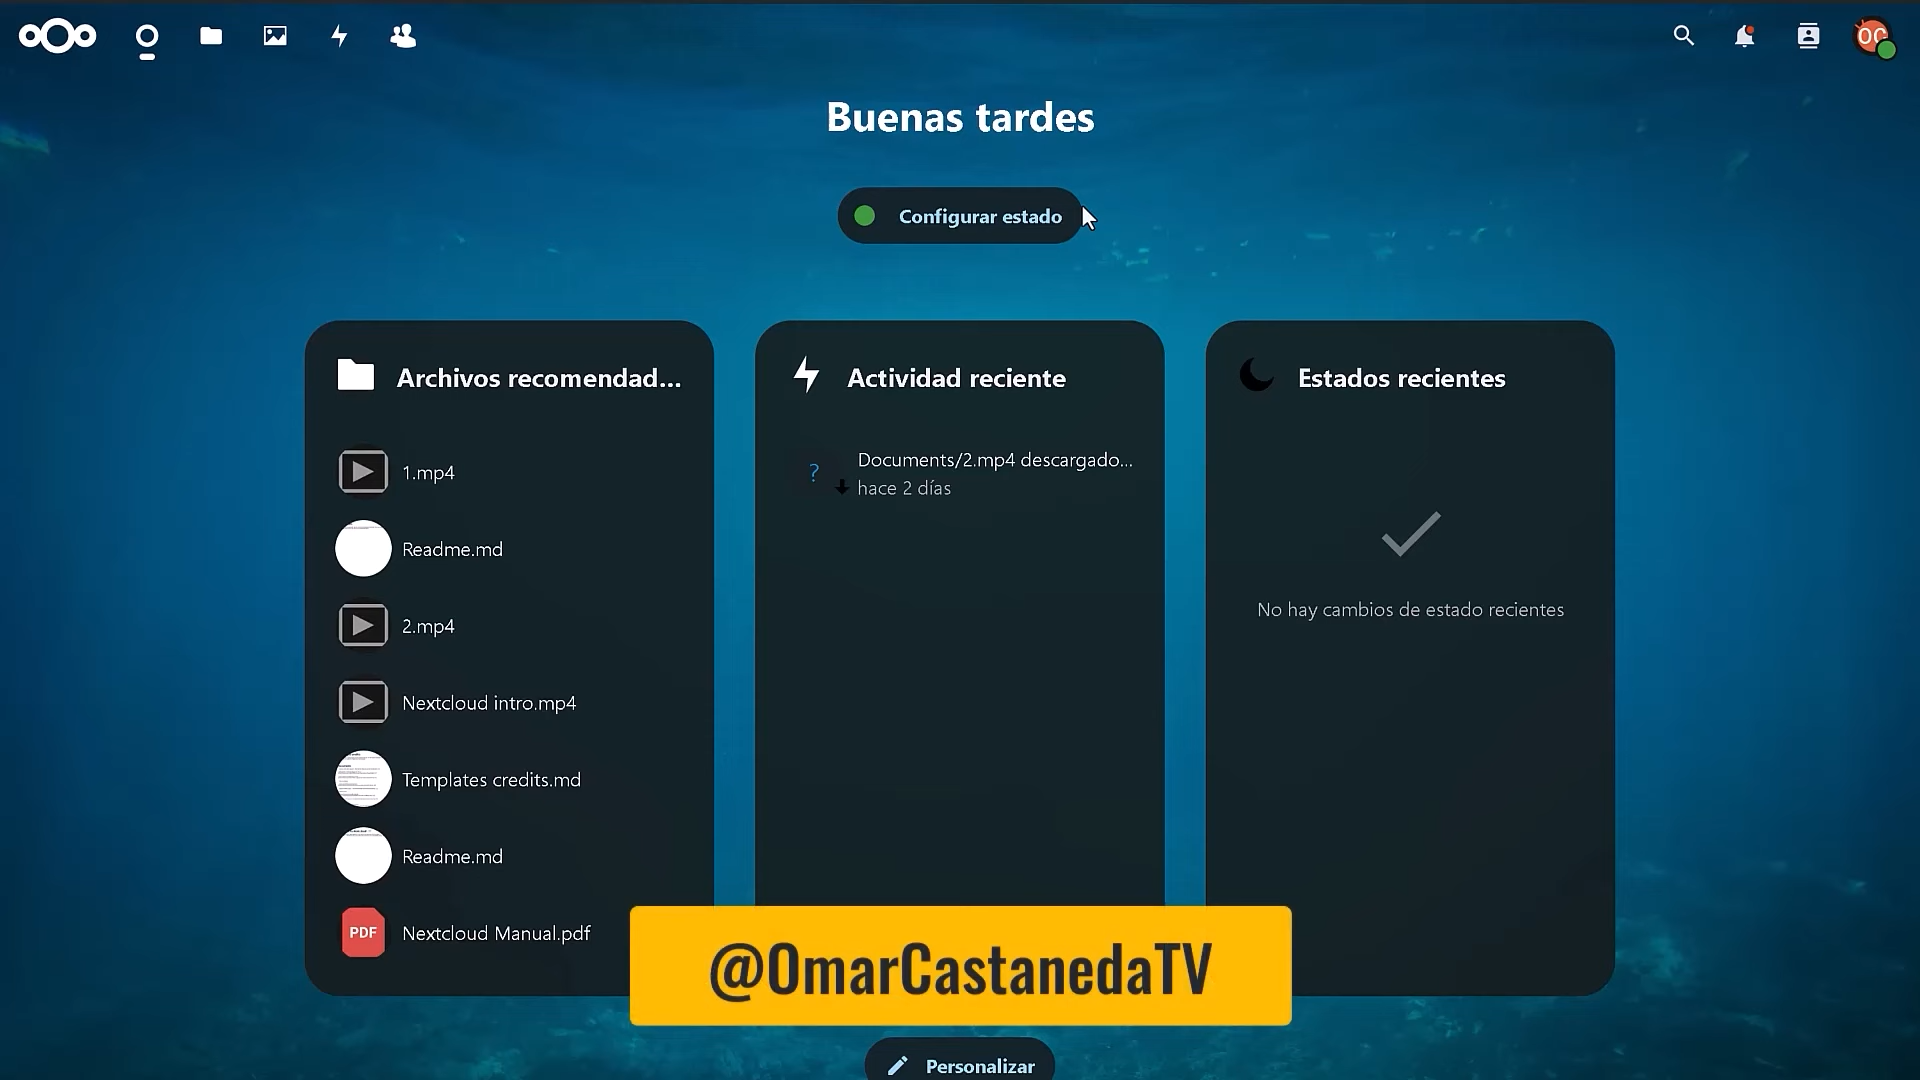 OC
Buenas tardes
Configurar estado
Archivos recomendad...
1.mp4
Readme.md
2.mp4
Nextcloud intro.mp4
Templates credits.md
Readme.md
PDF
Nextcloud Manual.pdf
Actividad reciente
?
Documents/2.mp4 descargado...
hace 2 días
Estados recientes
No hay cambios de estado recientes
@OmarCastanedaTV
Personalizar